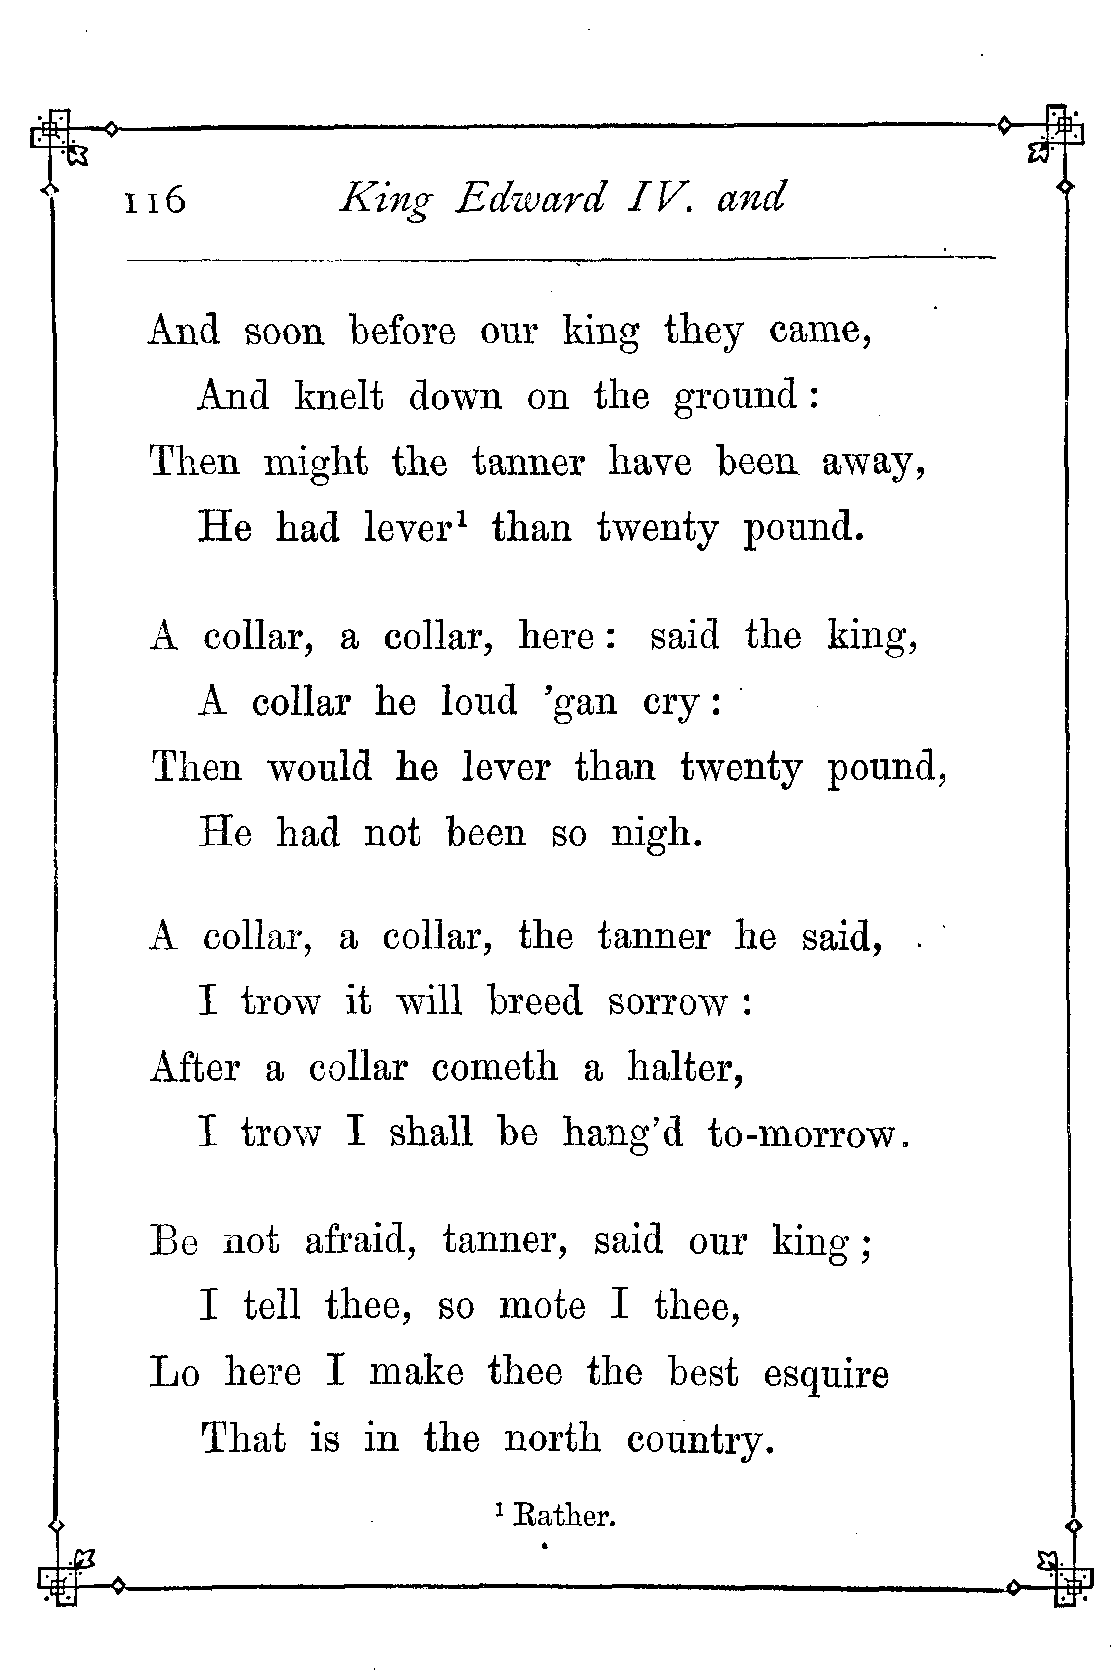 116 King Edward IV. and
And soon before our king they came,
And knelt down on the ground :
Then might the tanner have been away,
He had lever¹ than twenty pound.
A collar, a collar, here : said the king,
A collar he loud 'gan cry :
Then would he lever than twenty pound,
He had not been so nigh.
A collar, a collar, the tanner he said,
I trow it will breed sorrow :
After a collar cometh a halter,
I trow I shall be hang'd to-morrow.
Be not afraid, tanner, said our king ;
I tell thee, so mote I thee,
Lo here I make thee the best esquire
That is in the north country.
¹ Rather.